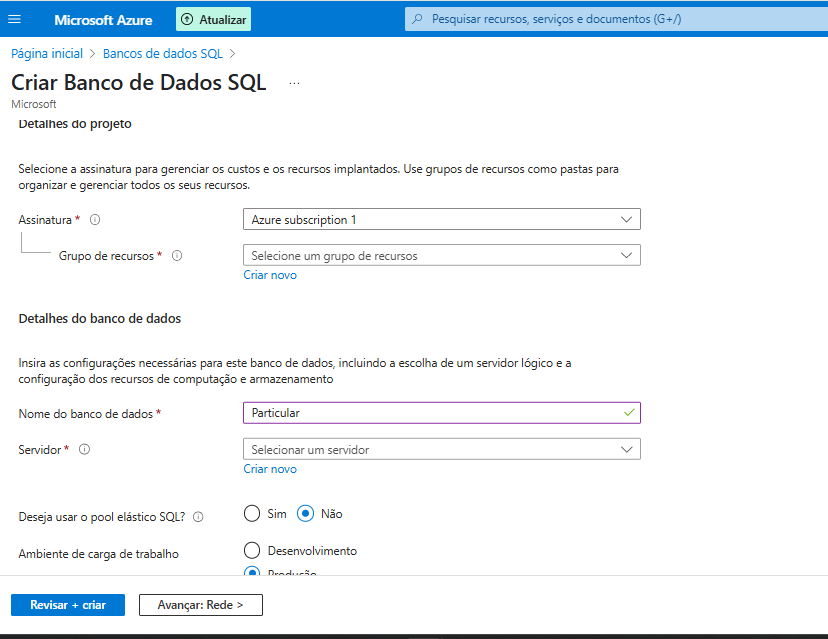 Microsoft Azure
Atualizar
Pesquisar recursos, serviços e documentos (G+/)
Página inicial > Bancos de dados SQL >
Criar Banco de Dados SQL ...
Microsoft
Detalhes do projeto
Selecione a assinatura para gerenciar os custos e os recursos implantados. Use grupos de recursos como pastas para
organizar e gerenciar todos os seus recursos.
Assinatura *
Azure subscription 1
Grupo de recursos *
Selecione um grupo de recursos
Criar novo
Detalhes do banco de dados
Insira as configurações necessárias para este banco de dados, incluindo a escolha de um servidor lógico e a
configuração dos recursos de computação e armazenamento
Nome do banco de dados *
Particular
Servidor *
Selecionar um servidor
Criar novo
Deseja usar o pool elástico SQL?
Sim
Não
Ambiente de carga de trabalho
Desenvolvimento
Produção
Revisar + criar
Avançar: Rede >